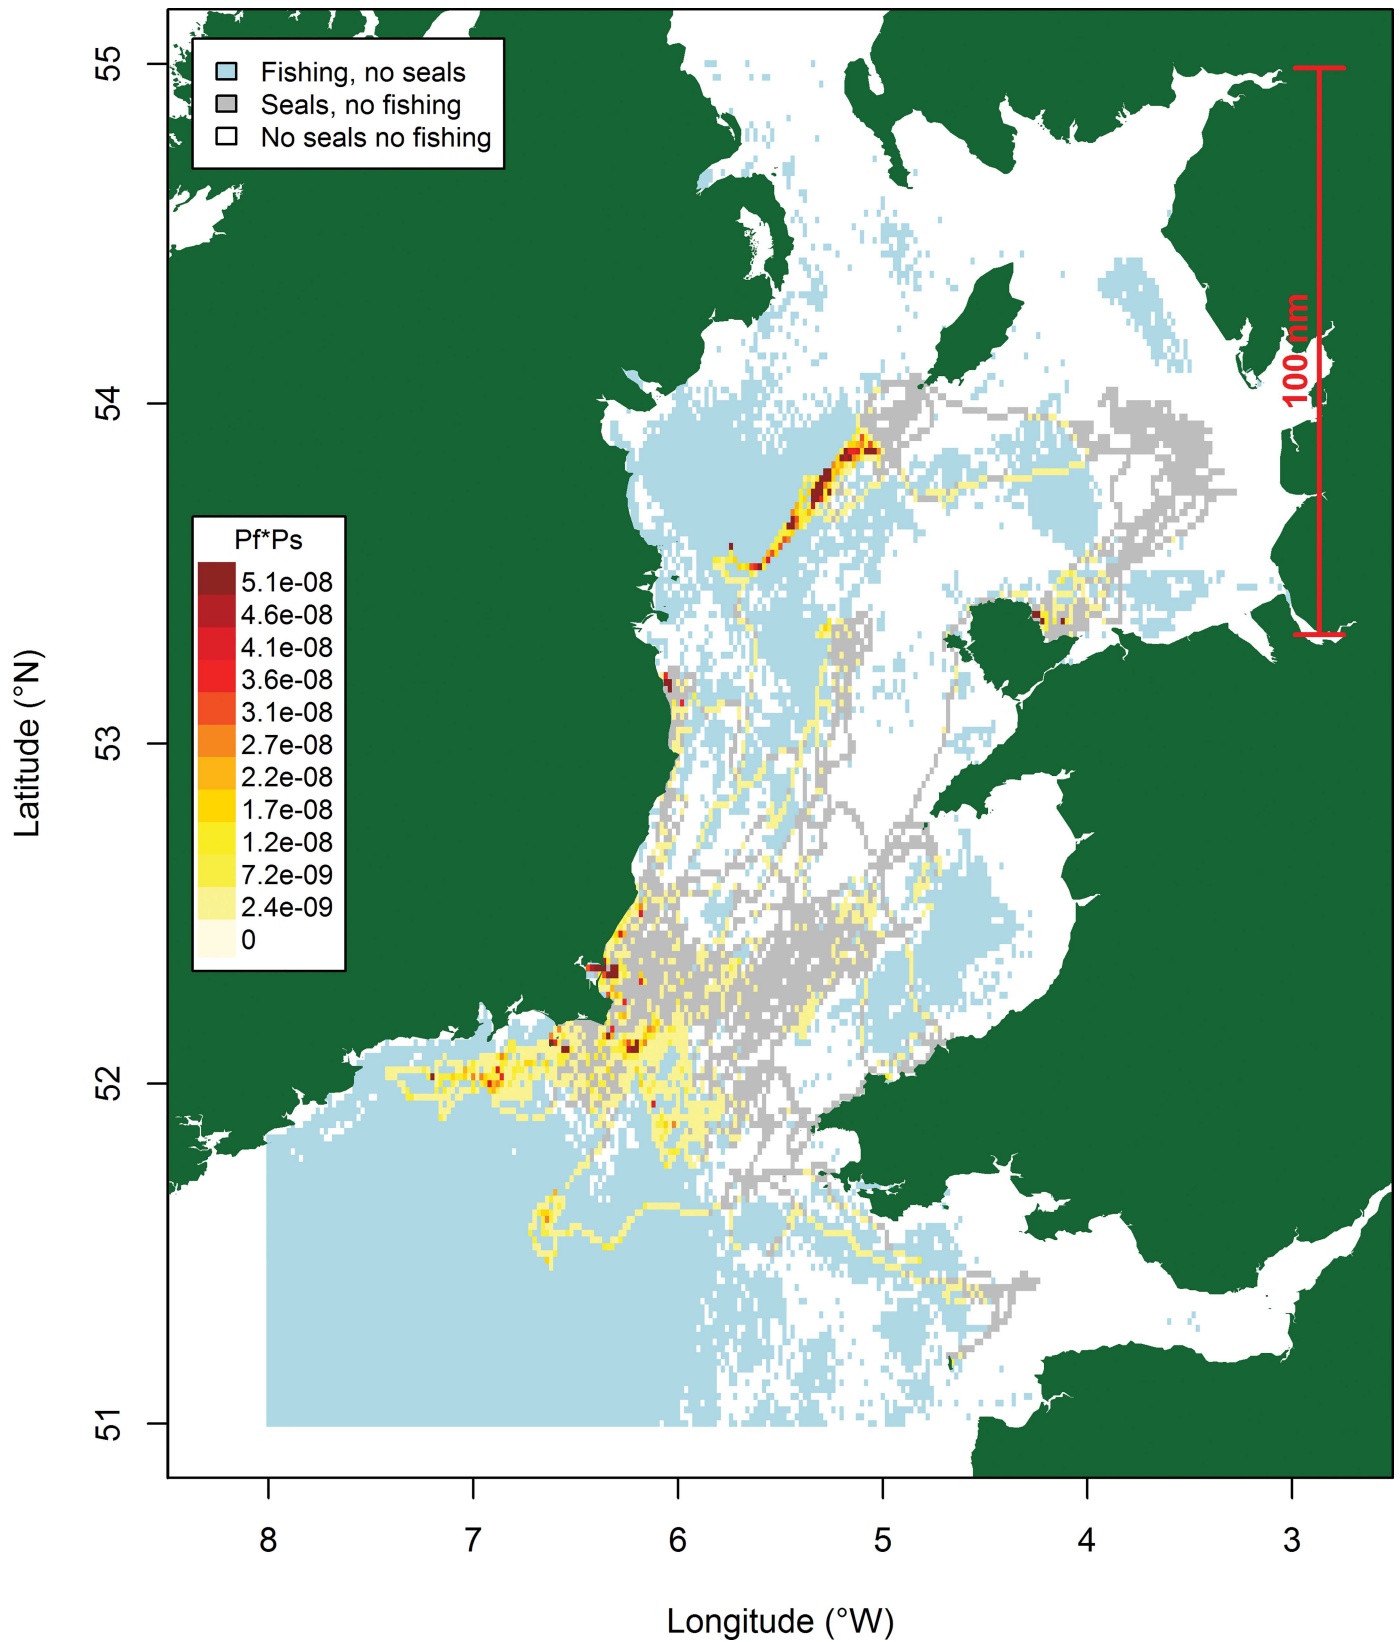 55
54
53
52
51
Latitude (°N)
Fishing, no seals
Seals, no fishing
No seals no fishing
100 nm
Pf*Ps
5.1e-08
4.6e-08
4.1e-08
3.6e-08
3.1e-08
2.7e-08
2.2e-08
1.7e-08
1.2e-08
7.2e-09
2.4e-09
0
8 7 6 5 4 3
Longitude (°W)